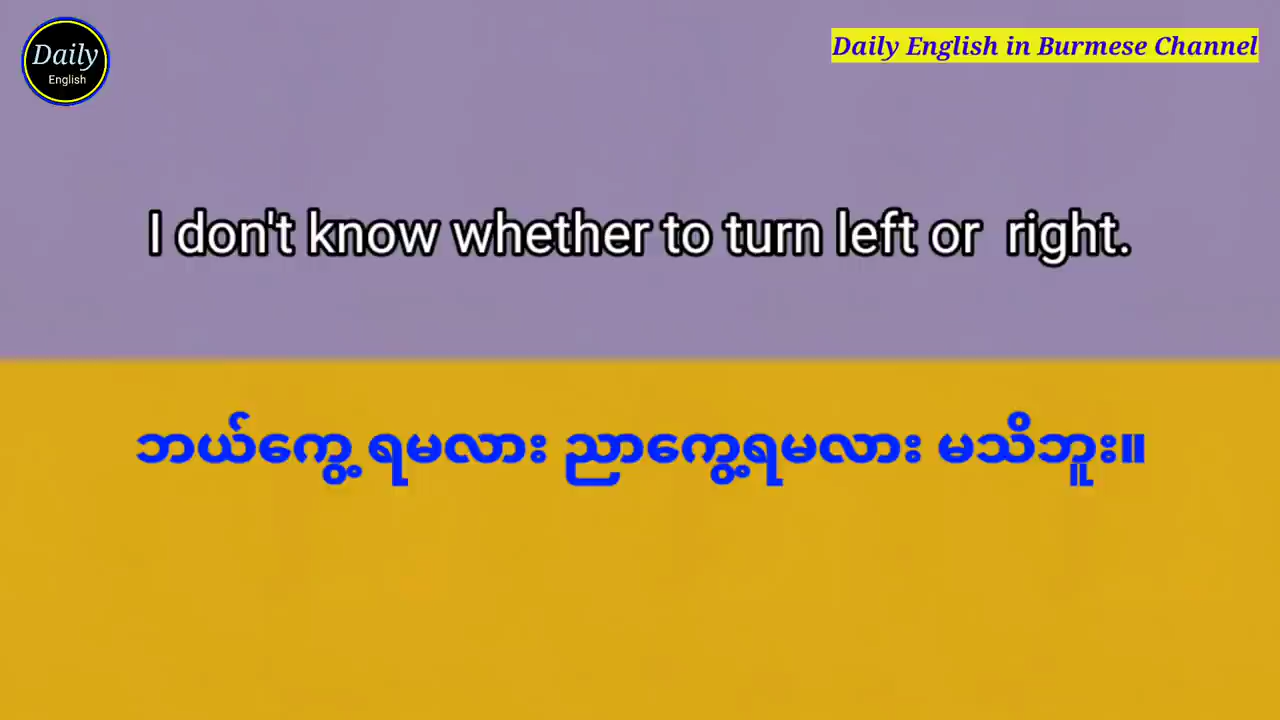 Daily
English
Daily English in Burmese Channel
I don't know whether to turn left or right.
ဘယ်ကွေ့ ရမလား ညာကွေ့ရမလား မသိဘူး။